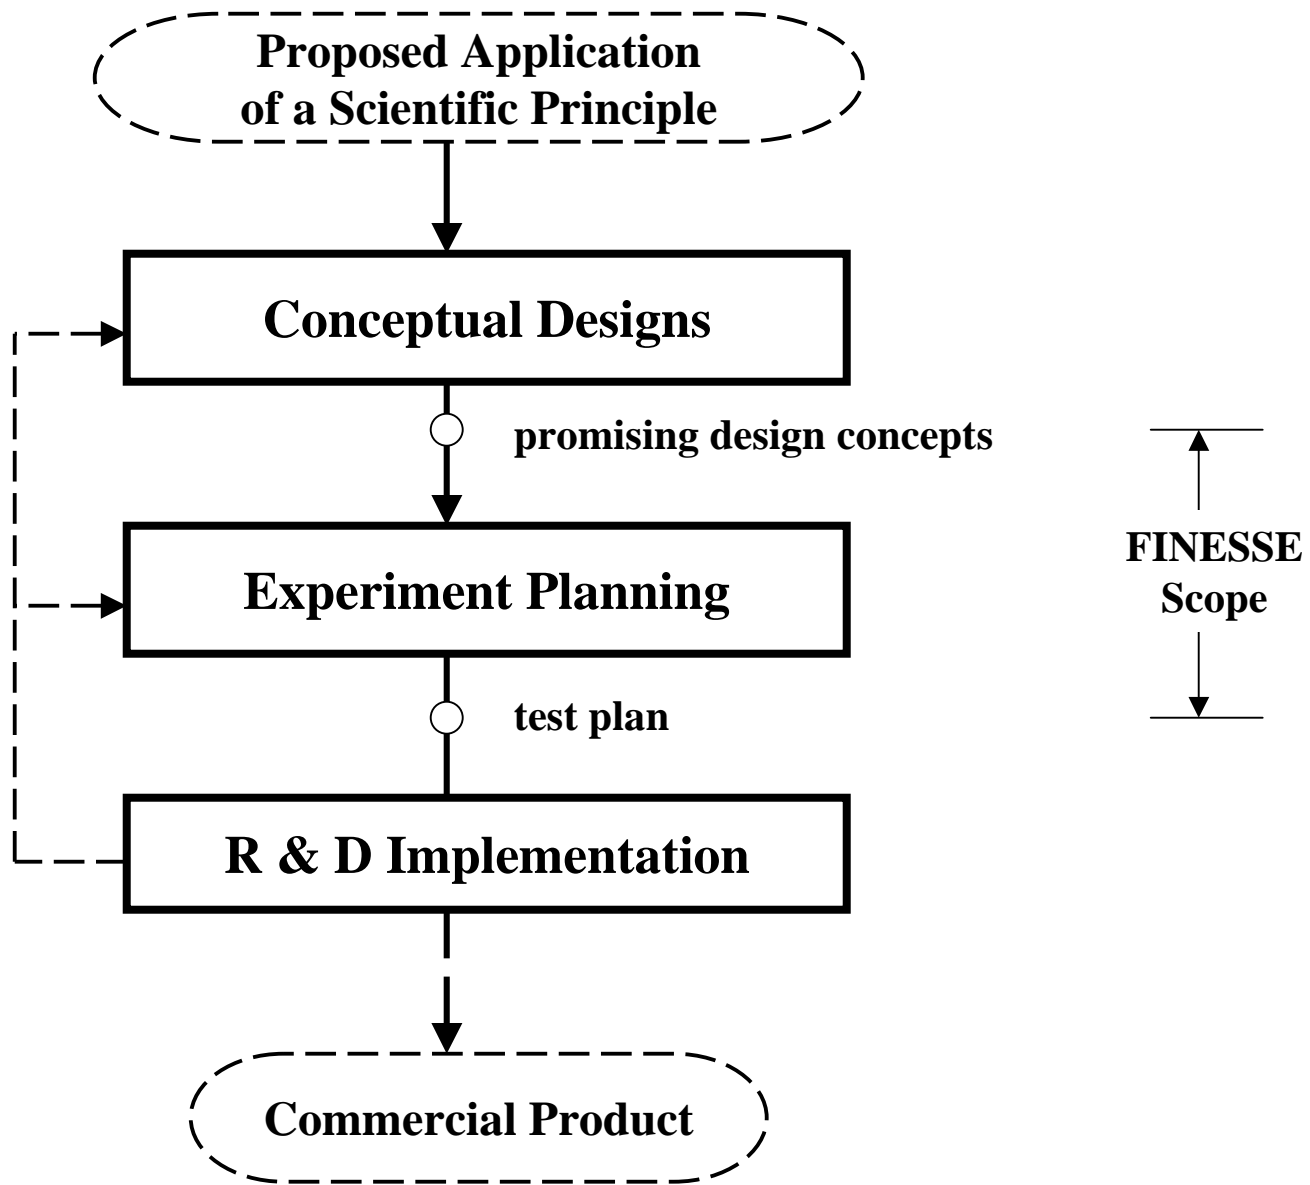 Proposed Application
of a Scientific Principle
Conceptual Designs
promising design concepts
FINESSE
Scope
Experiment Planning
test plan
R & D Implementation
Commercial Product